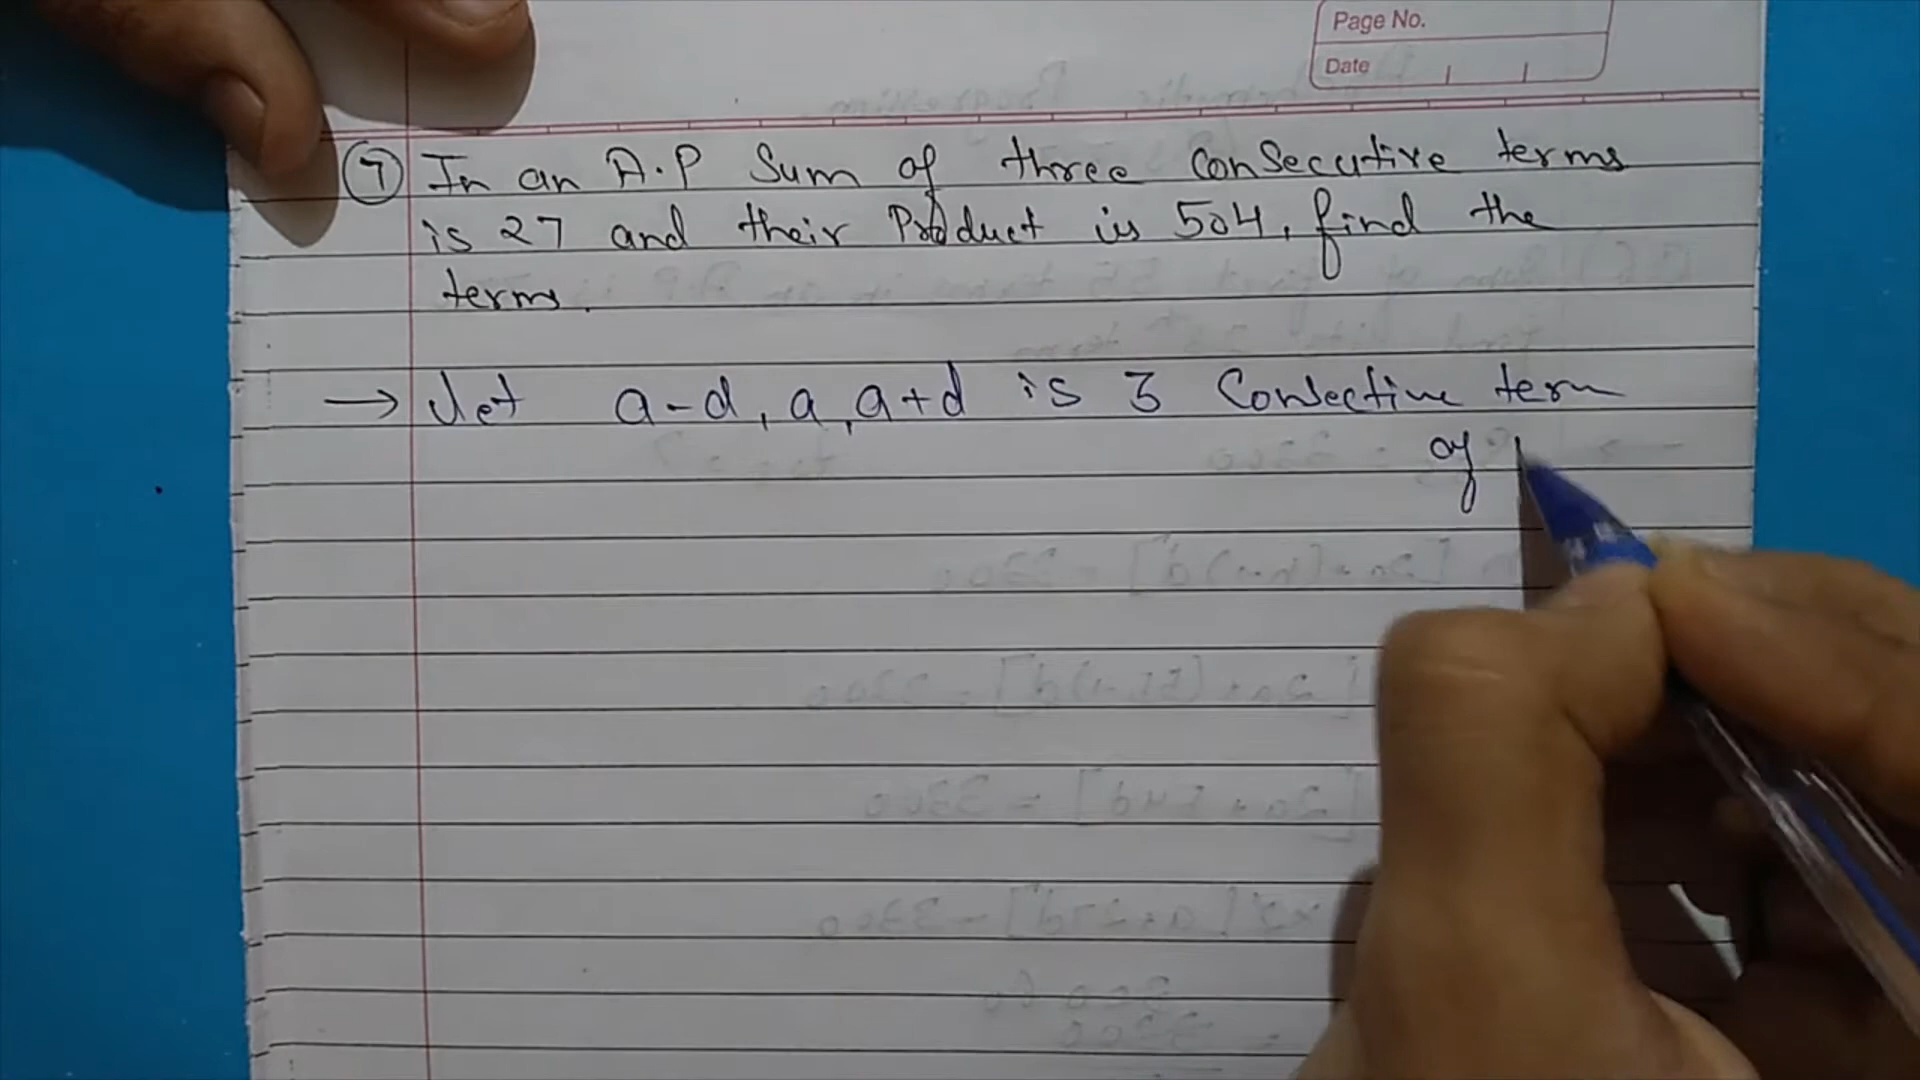 Page No.
Date
7 In an A.P Sum of three Consecutive terms
is 27 and their Product is 504, find the
terms.
→ Let a-d, a, a+d is 3 Consective term
of